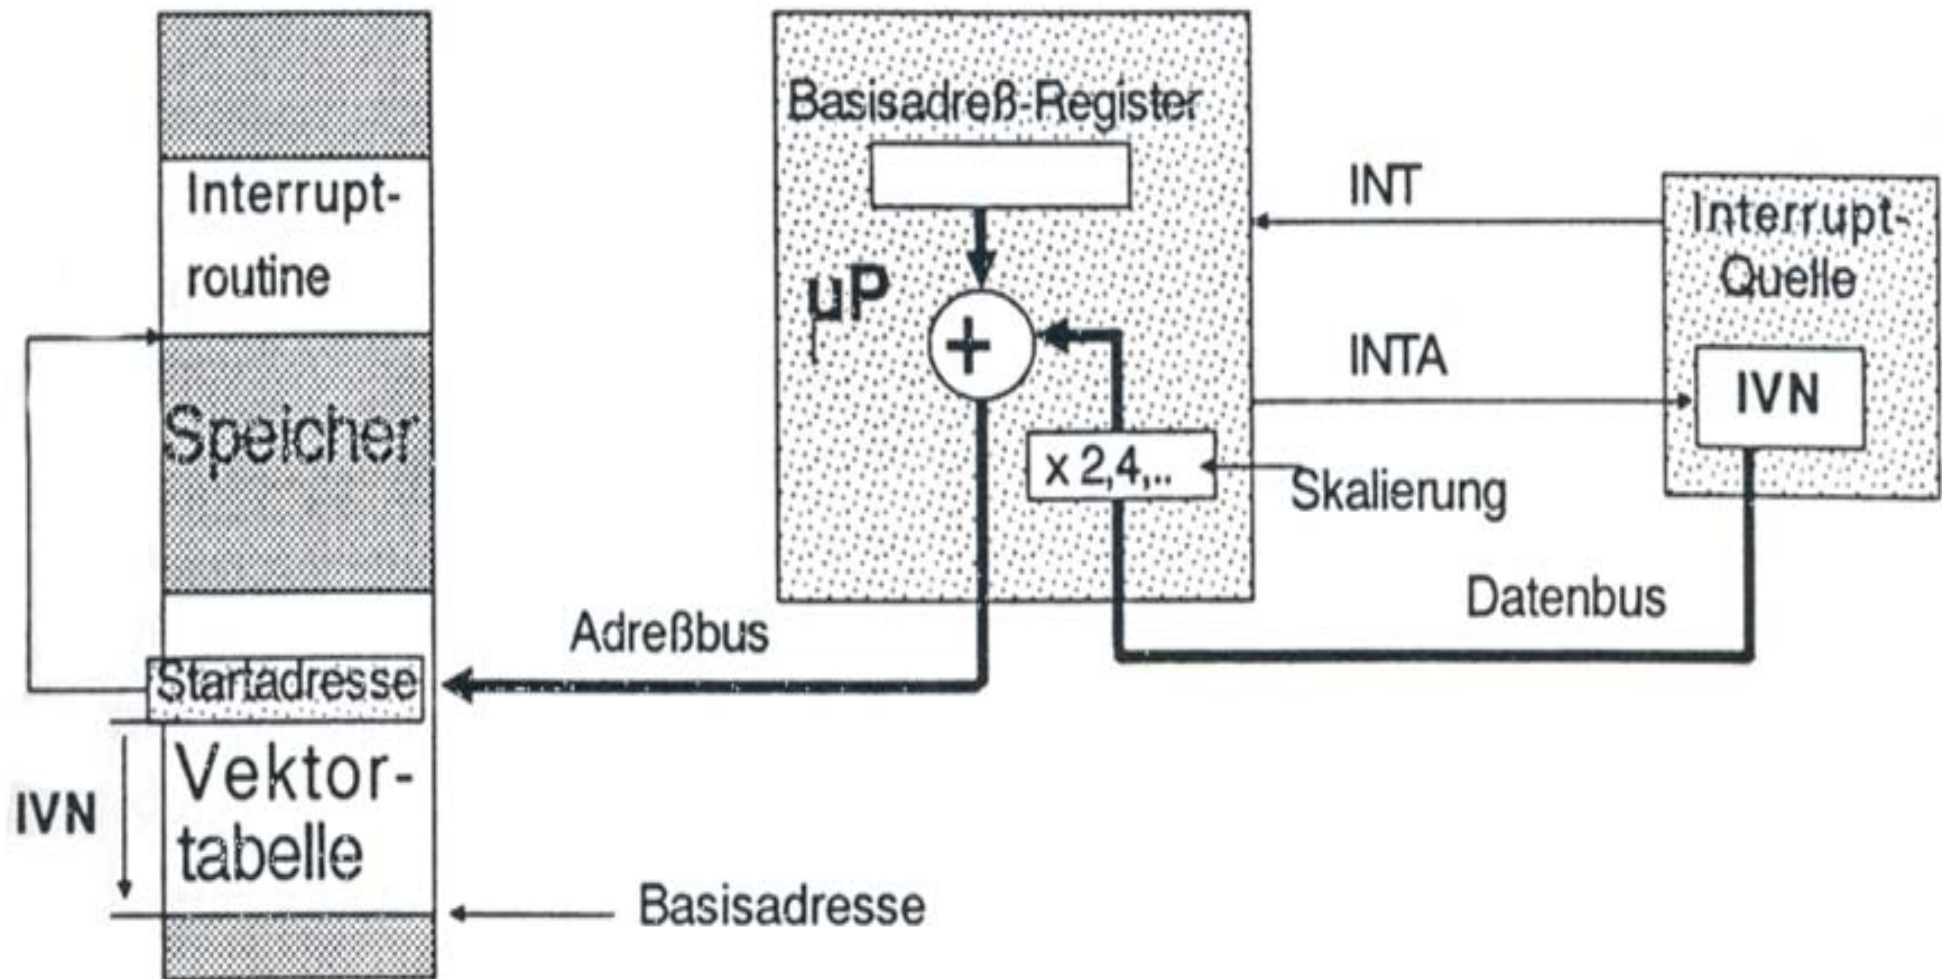 Interrupt-
routine
Speicher
Startadresse
Vektor-
tabelle
IVN
Basisadresse
Adreßbus
Basisadreß-Register
µP
+
x 2,4,..
Skalierung
INT
INTA
Interrupt-
Quelle
IVN
Datenbus